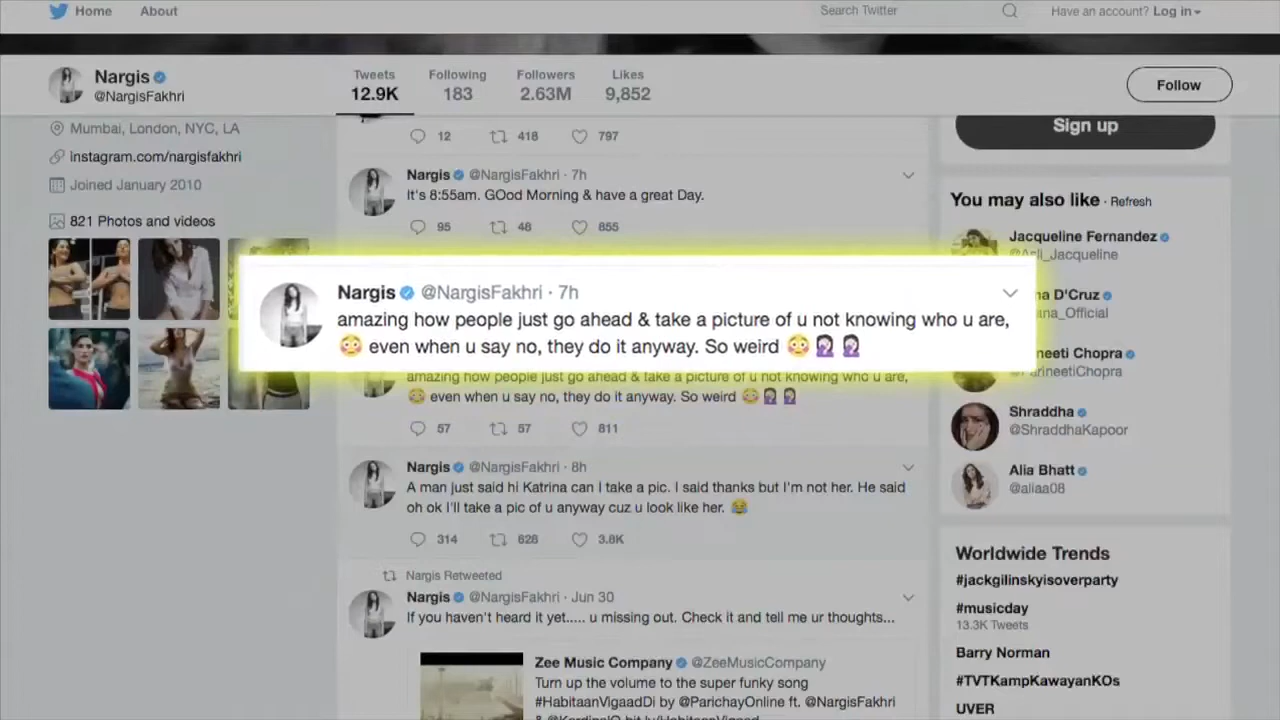 Home About Search Twitter Have an account? Log in
Nargis
@NargisFakhri
Tweets Following Followers Likes
12.9K 183 2.63M 9,852
Follow
Mumbai, London, NYC, LA
instagram.com/nargisfakhri
Joined January 2010
821 Photos and videos
12 418 797
Nargis @NargisFakhri · 7h
It's 8:55am. GOod Morning & have a great Day.
95 48 855
Nargis @NargisFakhri · 7h
amazing how people just go ahead & take a picture of u not knowing who u are,
😳 even when u say no, they do it anyway. So weird 😳🤦🤦
amazing how people just go ahead & take a picture of u not knowing who u are,
😳 even when u say no, they do it anyway. So weird 😳🤦🤦
57 57 811
Nargis @NargisFakhri · 8h
A man just said hi Katrina can I take a pic. I said thanks but I'm not her. He said
oh ok I'll take a pic of u anyway cuz u look like her. 😂
314 628 3.8K
Nargis Retweeted
Nargis @NargisFakhri · Jun 30
If you haven't heard it yet..... u missing out. Check it and tell me ur thoughts...
Zee Music Company @ZeeMusicCompany
Turn up the volume to the super funky song
#HabitaanVigaadDi by @ParichayOnline ft. @NargisFakhri
Sign up
You may also like · Refresh
Jacqueline Fernandez
@Asli_Jacqueline
D'Cruz
Chopra
@ParineetiChopra
Shraddha
@ShraddhaKapoor
Alia Bhatt
@aliaa08
Worldwide Trends
#jackgilinskyisoverparty
#musicday
13.3K Tweets
Barry Norman
#TVTKampKawayanKOs
UVER